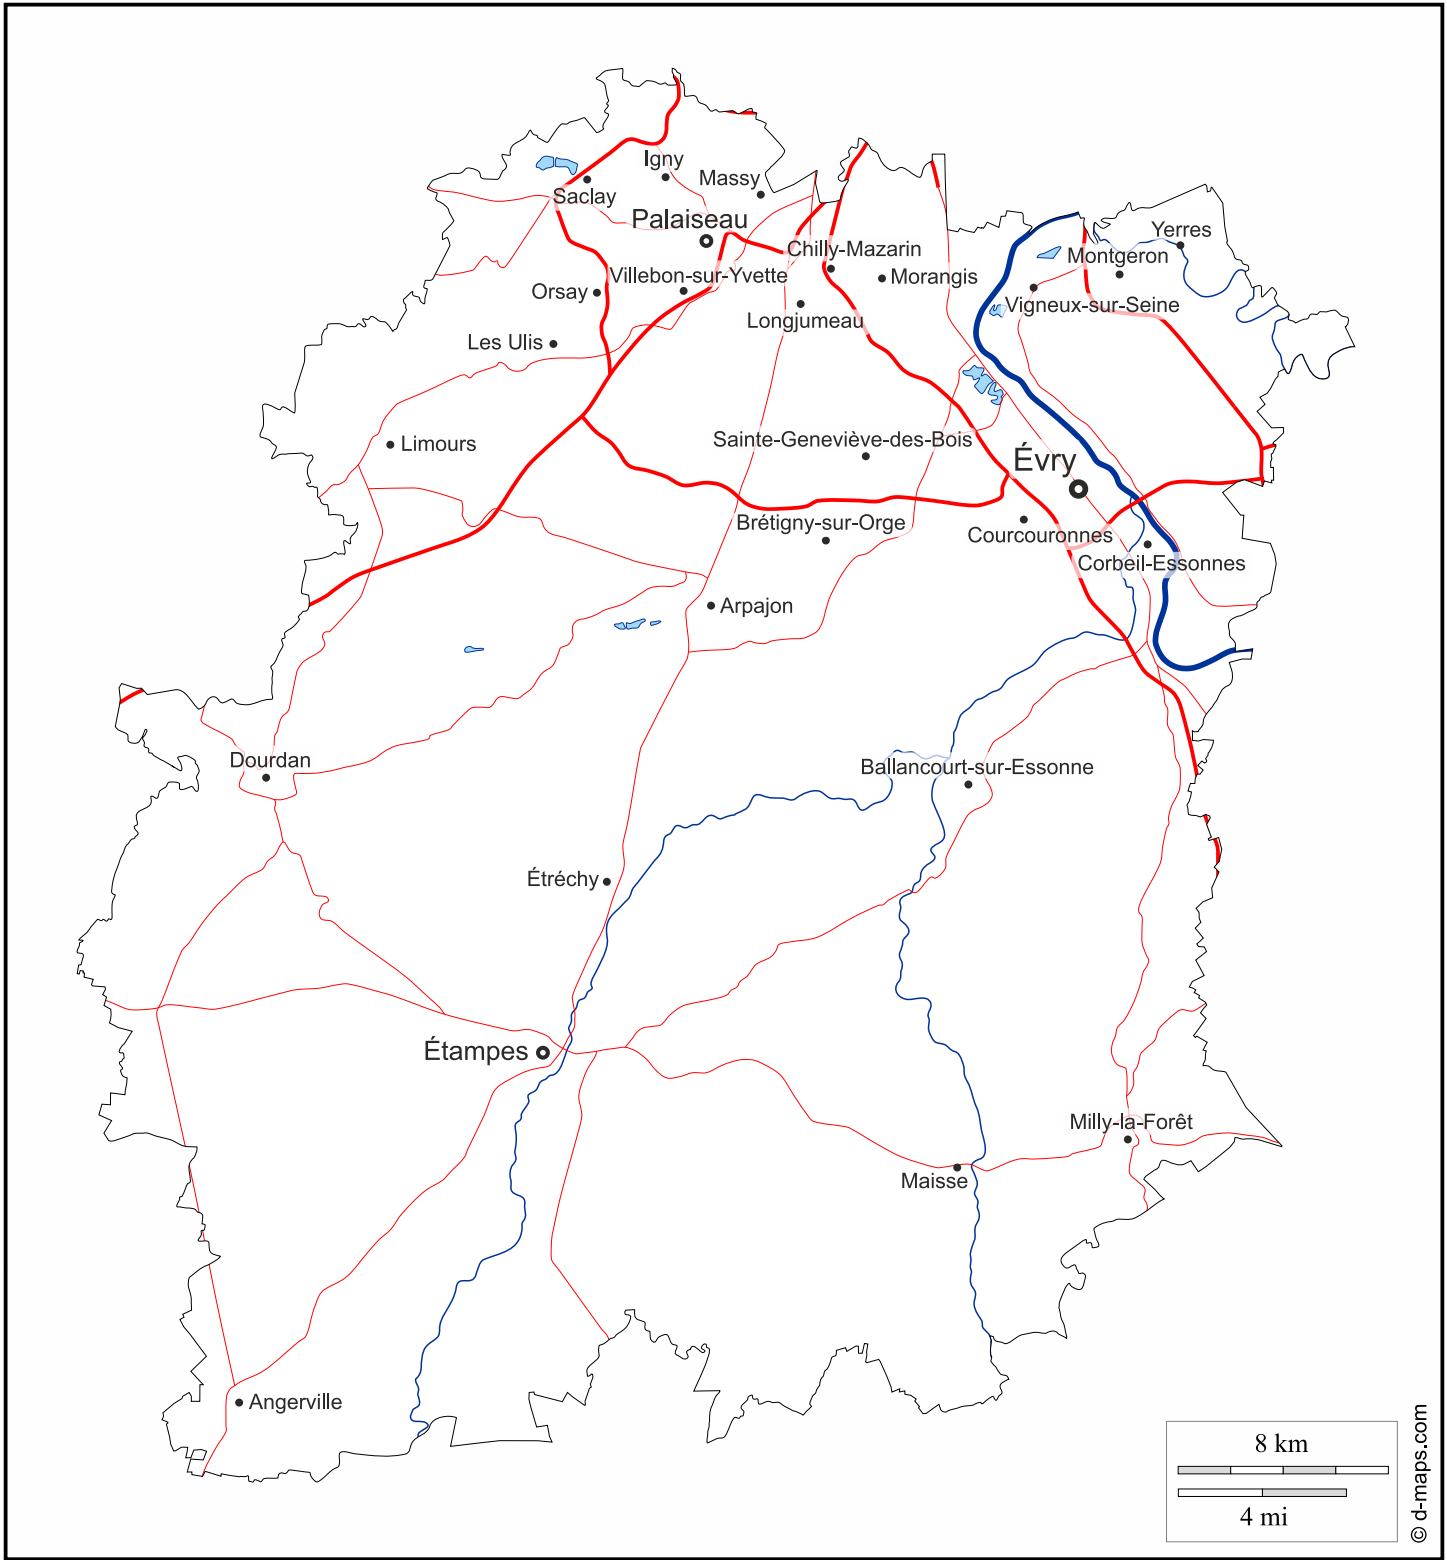 Igny
Massy
Saclay
Palaiseau
Yerres
Chilly-Mazarin
Montgeron
Villebon-sur-Yvette
Morangis
Orsay
Vigneux-sur-Seine
Longjumeau
Les Ulis
Limours
Sainte-Geneviève-des-Bois
Évry
Brétigny-sur-Orge
Courcouronnes
Corbeil-Essonnes
Arpajon
Dourdan
Ballancourt-sur-Essonne
Étréchy
Étampes
Milly-la-Forêt
Maisse
Angerville
8 km
4 mi
© d-maps.com